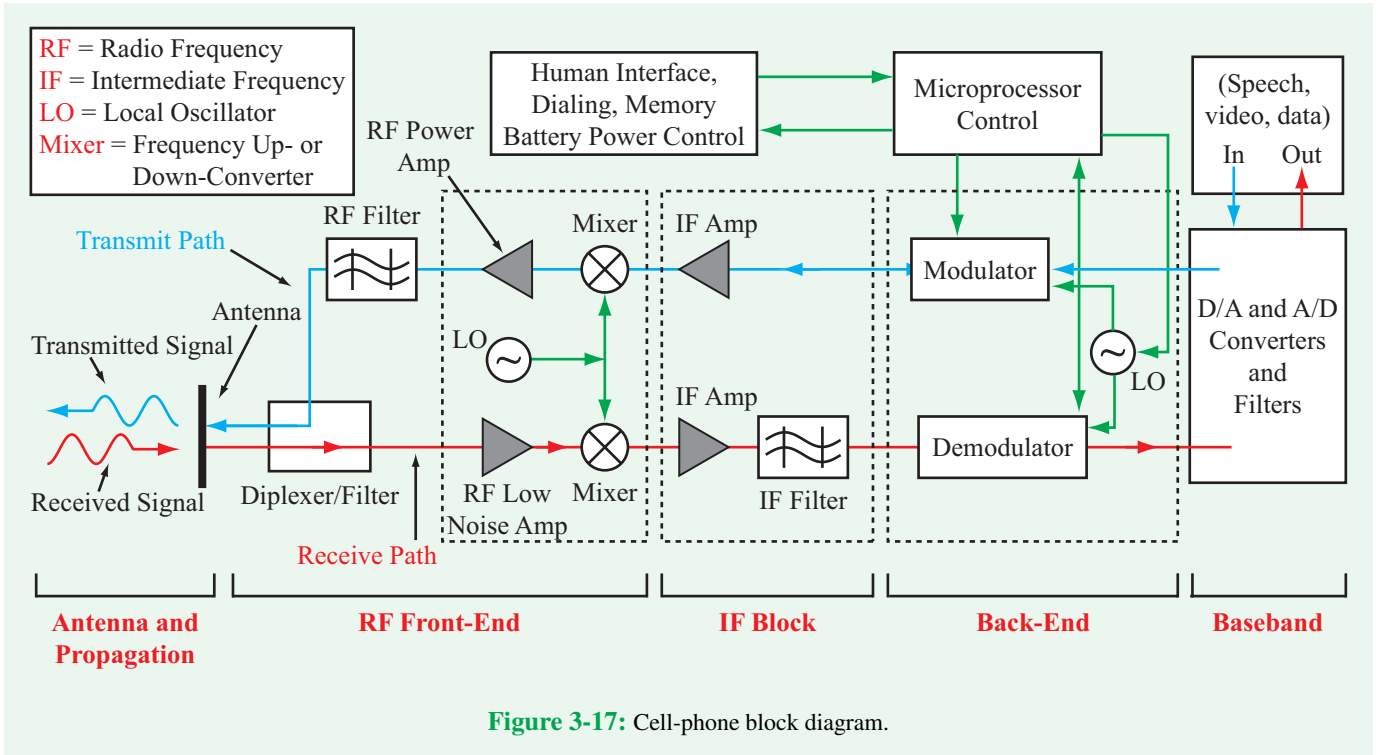 RF = Radio Frequency
IF = Intermediate Frequency
LO = Local Oscillator
Mixer = Frequency Up- or
Down-Converter
Human Interface,
Dialing, Memory
Battery Power Control
Microprocessor
Control
(Speech,
video, data)
In Out
RF Power
Amp
RF Filter
Mixer
IF Amp
Transmit Path
Modulator
D/A and A/D
Converters
and
Filters
Antenna
Transmitted Signal
LO
LO
IF Amp
Demodulator
Received Signal
Diplexer/Filter
RF Low
Noise Amp
Mixer
IF Filter
Receive Path
Antenna and
Propagation
RF Front-End
IF Block
Back-End
Baseband
Figure 3-17: Cell-phone block diagram.